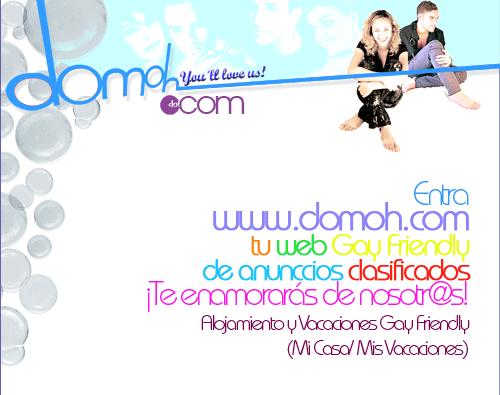 domoh
You'll love us!
dot.com
Entra
www.domoh.com
tu web Gay Friendly
de anuncios clasificados
¡Te enamorarás de nosotr@s!
Alojamiento y Vacaciones Gay Friendly
(Mi Casa/ Mis Vacaciones)